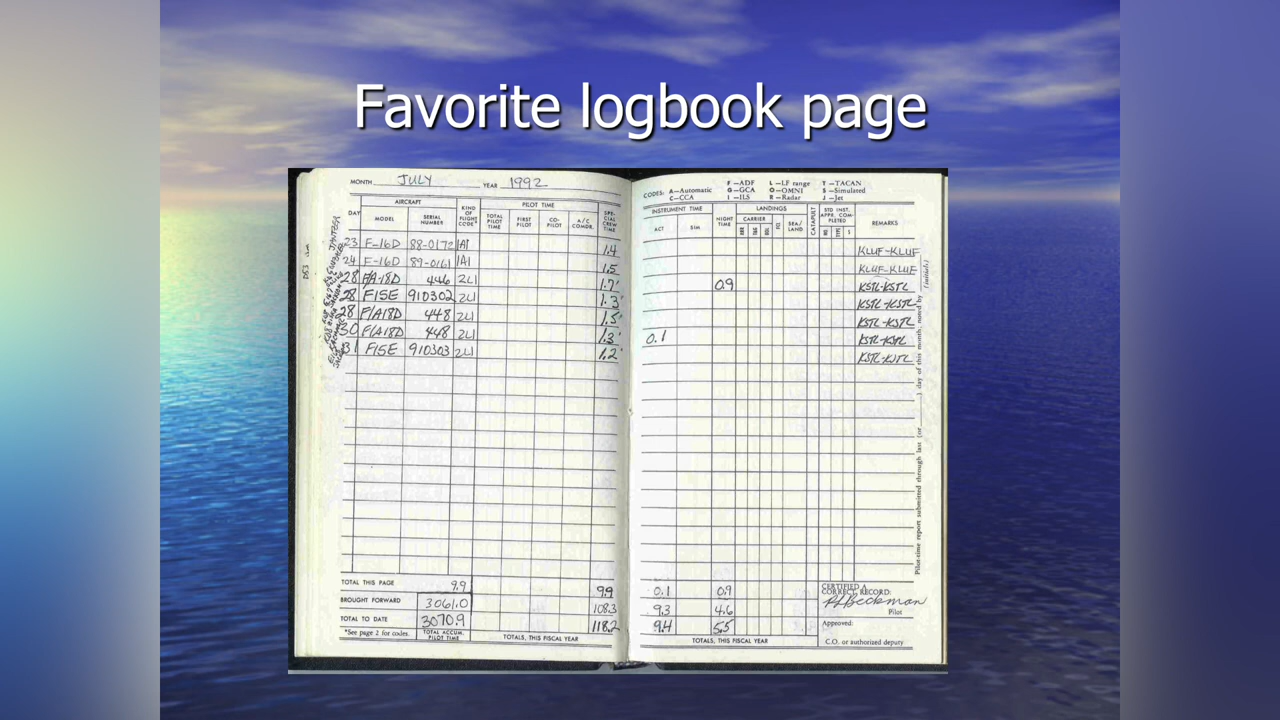 Favorite logbook page
MONTH JULY YEAR 1992
DAY
AIRCRAFT
MODEL
SERIAL NUMBER
KIND OF FLIGHT CODE*
PILOT TIME
TOTAL PILOT TIME
FIRST PILOT
CO-PILOT
A/C COMDR.
SPE-CIAL CREW TIME
23 F-16D 88-0172 1A1 1.4
24 F-16D 89-0161 1A1 1.5
28 F/A-18D 446 2L1 1.7
28 F15E 910302 2L1 1.3
28 F/A18D 448 2L1 1.5
30 F/A18D 448 2L1 1.3
31 F15E 910303 2L1 1.2
TOTAL THIS PAGE 9.9 9.9
BROUGHT FORWARD 3061.0 108.3
TOTAL TO DATE 3070.9 118.2
*See page 2 for codes. TOTAL ACCUM. PILOT TIME TOTALS, THIS FISCAL YEAR
CODES: A—Automatic F—ADF L—LF range T—TACAN
G—GCA O—OMNI S—Simulated
C—CCA I—ILS R—Radar J—Jet
INSTRUMENT TIME
ACT
Sim
NIGHT TIME
LANDINGS
CARRIER
SEA/LAND
CATAPULT
STD INST. APPR. COM-PLETED
REMARKS
KLUF-KLUF
KLUF-KLUF
0.9 KSTL-KSTL
KSTL-KSTL
KSTL-KSTL
0.1 KSTL-KSTL
KSTL-KSTL
Pilot-time report submitted through last (or ) day of this month, noted by (initials)
0.1 0.9
9.3 4.6
9.4 5.5
TOTALS, THIS FISCAL YEAR
CERTIFIED A CORRECT RECORD:
Beckman
Pilot
Approved:
C.O. or authorized deputy